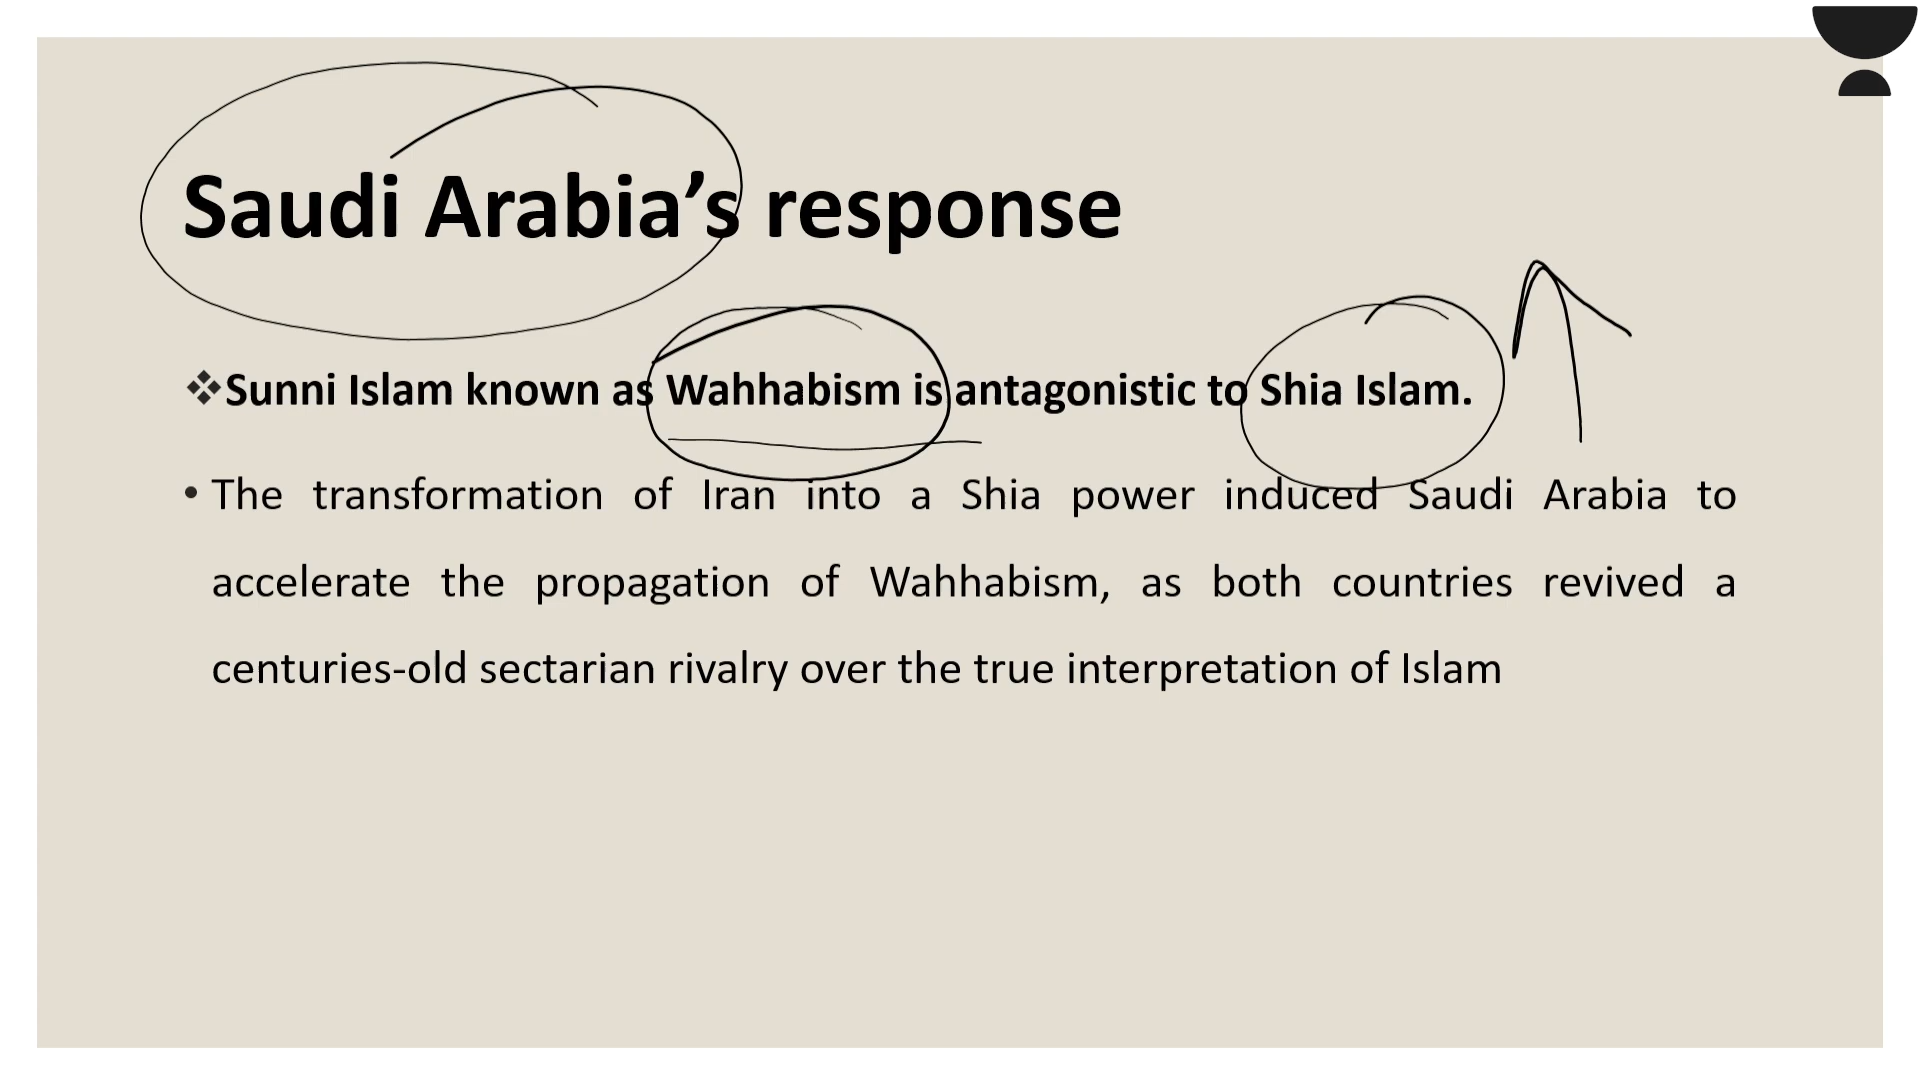 Saudi Arabia’s response
❖Sunni Islam known as Wahhabism is antagonistic to Shia Islam.
• The transformation of Iran into a Shia power induced Saudi Arabia to
accelerate the propagation of Wahhabism, as both countries revived a
centuries-old sectarian rivalry over the true interpretation of Islam